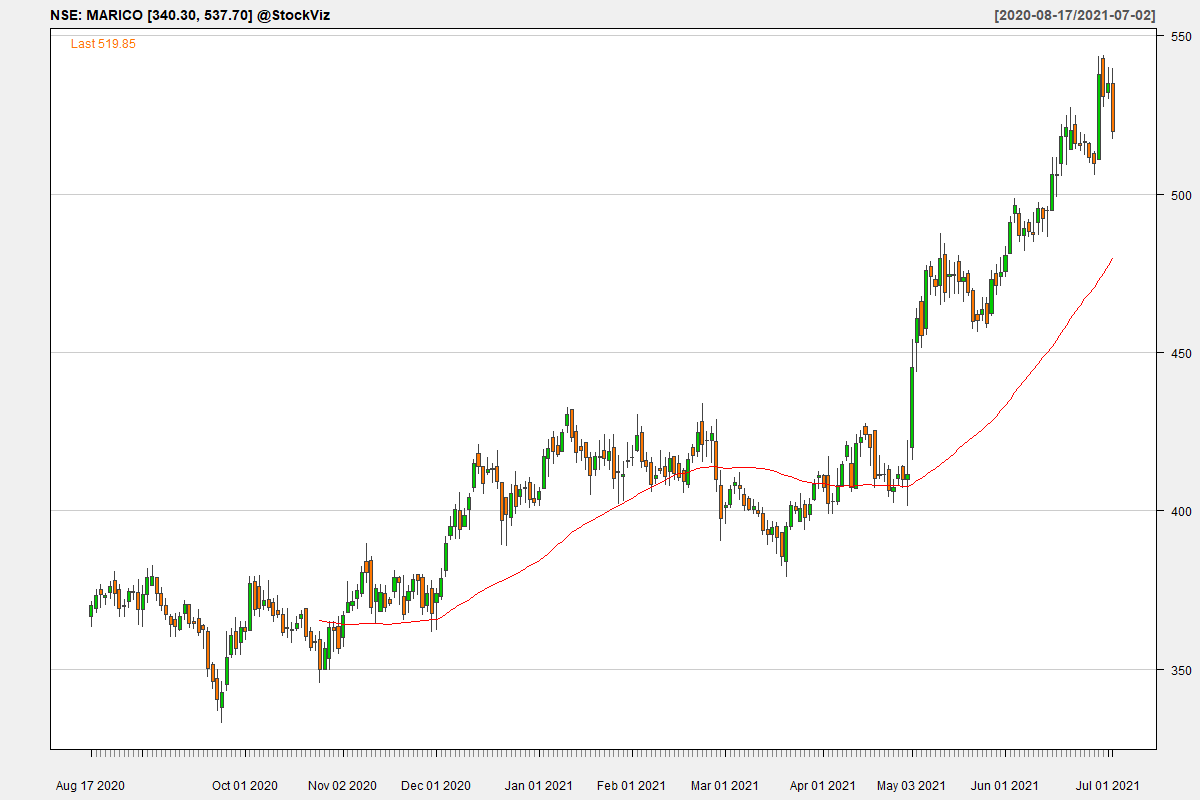 NSE: MARICO [340.30, 537.70] @StockViz [2020-08-17/2021-07-02]
Last 519.85
550
500
450
400
350
Aug 17 2020 Oct 01 2020 Nov 02 2020 Dec 01 2020 Jan 01 2021 Feb 01 2021 Mar 01 2021 Apr 01 2021 May 03 2021 Jun 01 2021 Jul 01 2021